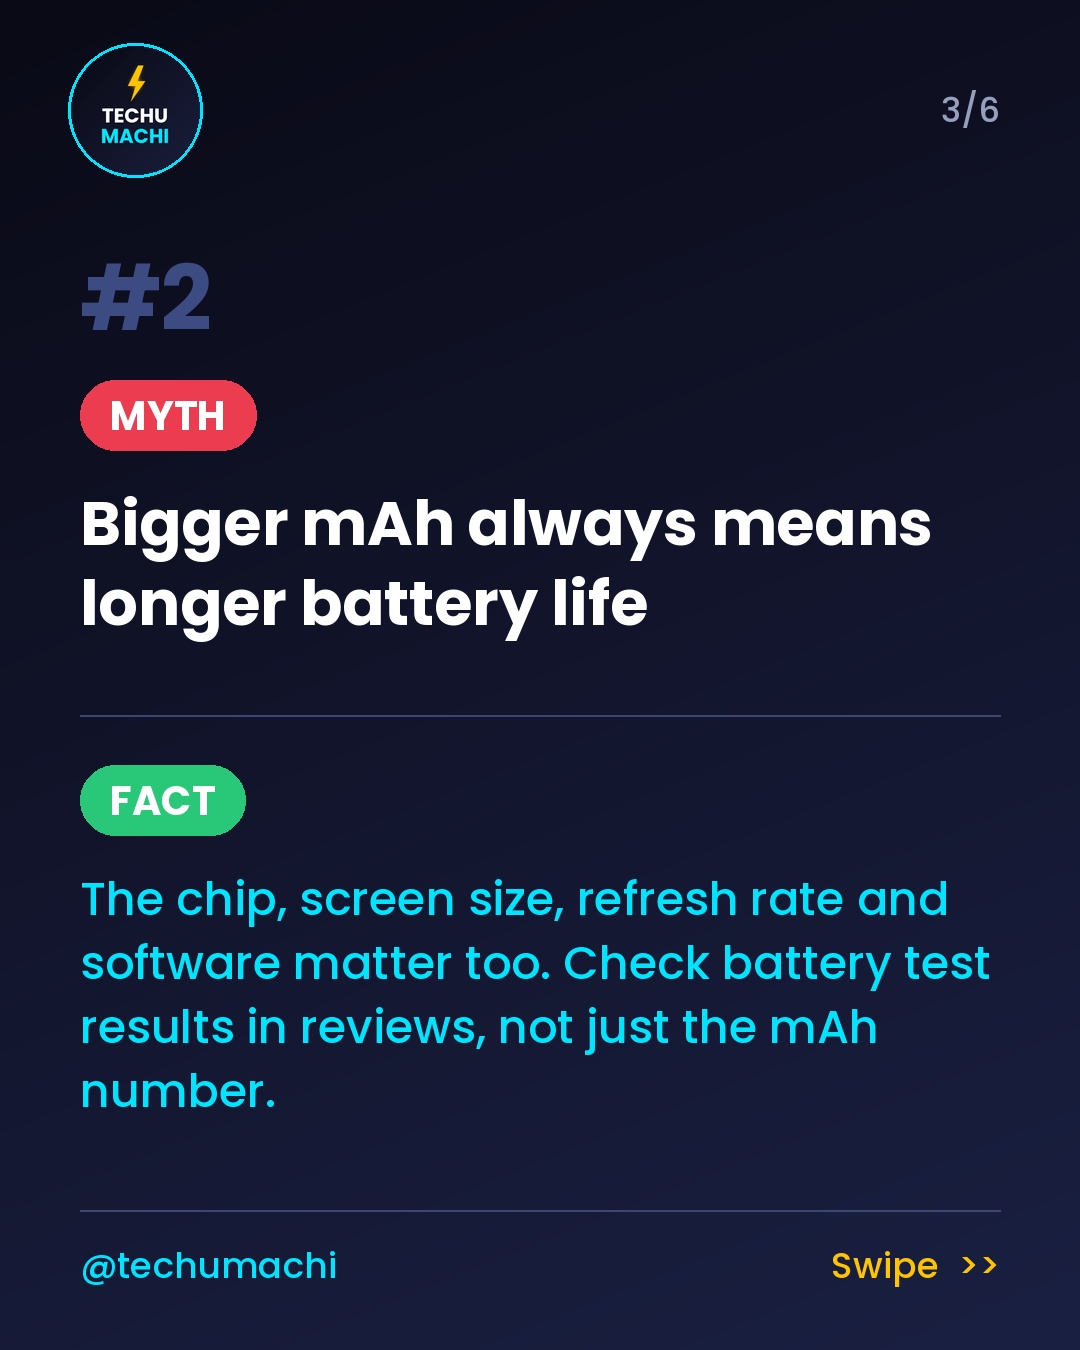 TECHU
MACHI
3/6
#2
MYTH
Bigger mAh always means
longer battery life
FACT
The chip, screen size, refresh rate and
software matter too. Check battery test
results in reviews, not just the mAh
number.
@techumachi
Swipe >>